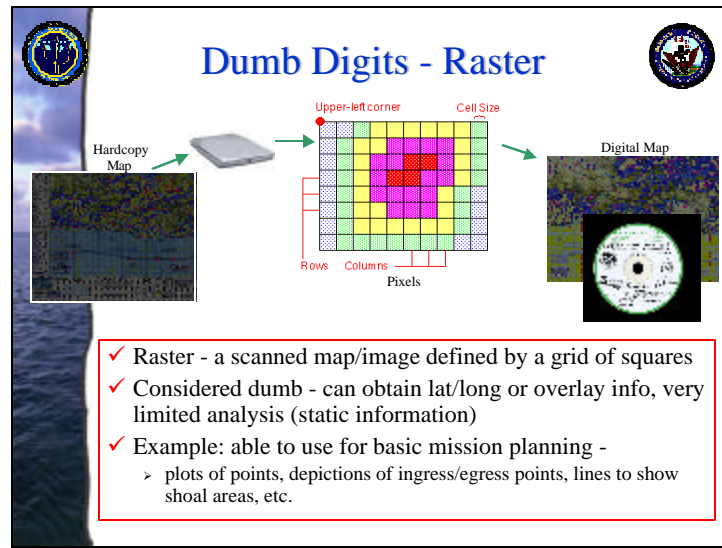 Dumb Digits - Raster
Upper-left corner
Cell Size
Hardcopy
Map
Digital Map
Rows
Columns
Pixels
Raster - a scanned map/image defined by a grid of squares
Considered dumb - can obtain lat/long or overlay info, very
limited analysis (static information)
Example: able to use for basic mission planning -
plots of points, depictions of ingress/egress points, lines to show
shoal areas, etc.